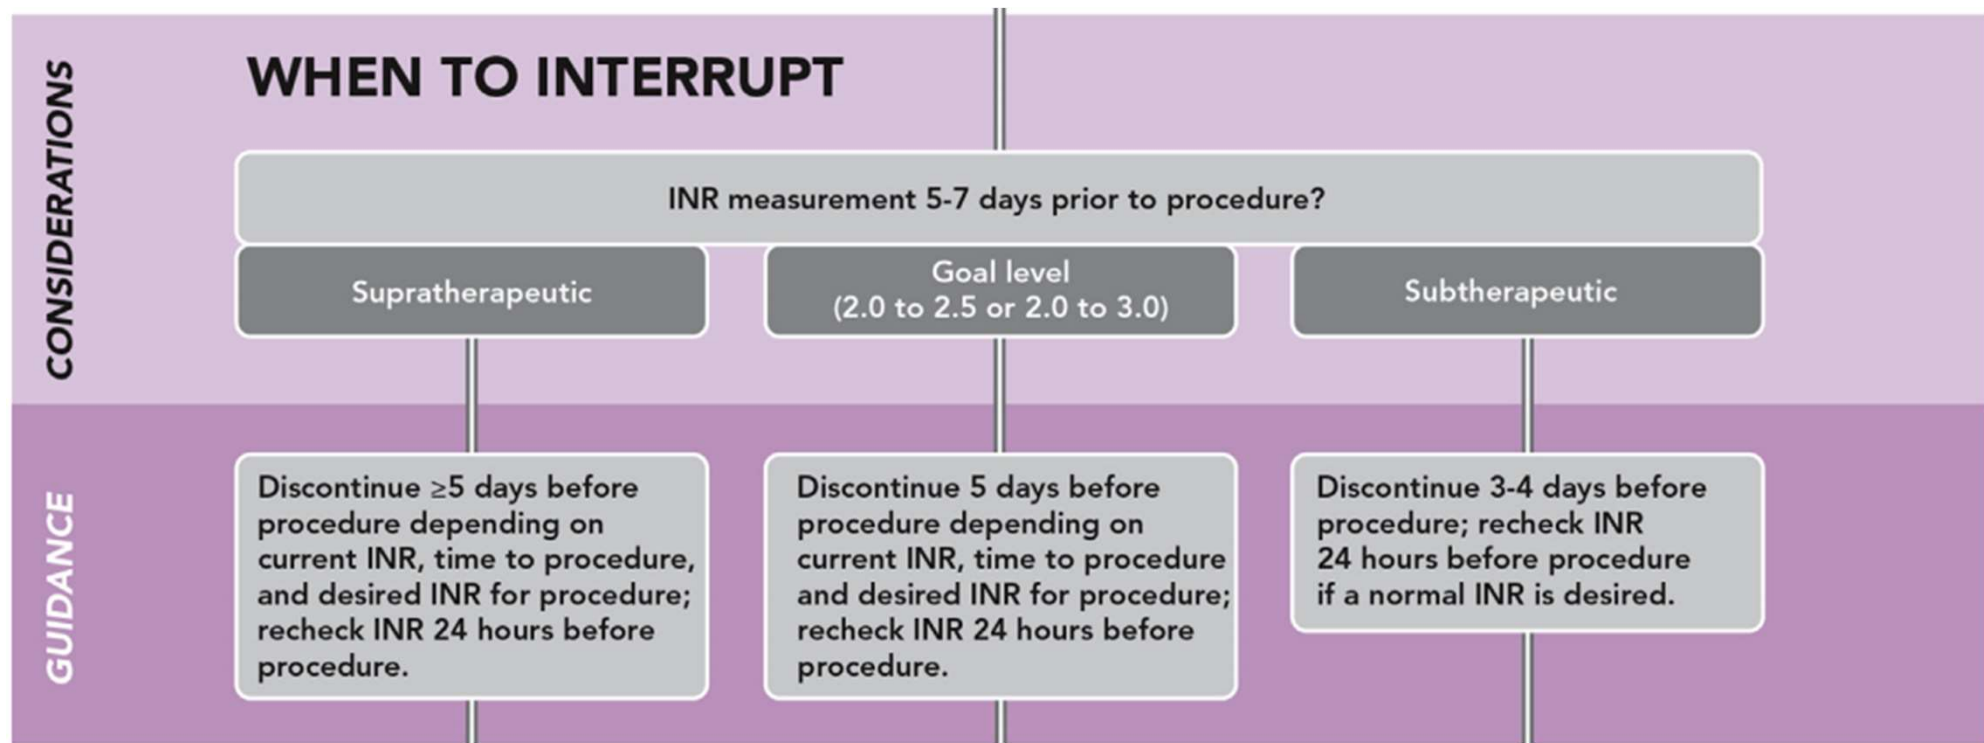 CONSIDERATIONS
WHEN TO INTERRUPT
INR measurement 5-7 days prior to procedure?
Supratherapeutic
Goal level
(2.0 to 2.5 or 2.0 to 3.0)
Subtherapeutic
GUIDANCE
Discontinue ≥5 days before
procedure depending on
current INR, time to procedure,
and desired INR for procedure;
recheck INR 24 hours before
procedure.
Discontinue 5 days before
procedure depending on
current INR, time to procedure
and desired INR for procedure;
recheck INR 24 hours before
procedure.
Discontinue 3-4 days before
procedure; recheck INR
24 hours before procedure
if a normal INR is desired.